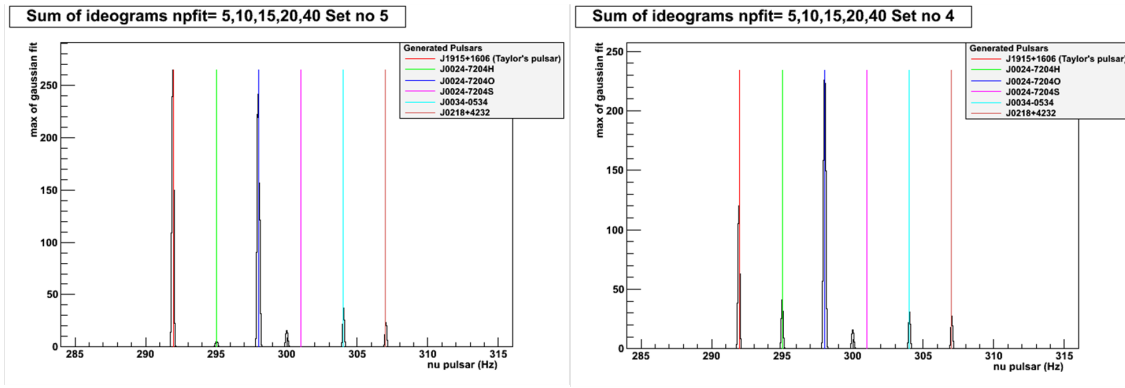 Sum of ideograms npfit= 5,10,15,20,40 Set no 5
max of gaussian fit
250
200
150
100
50
0
285
290
295
300
305
310
315
nu pulsar (Hz)
Generated Pulsars
J1915+1606 (Taylor's pulsar)
J0024-7204H
J0024-7204O
J0024-7204S
J0034-0534
J0218+4232
Sum of ideograms npfit= 5,10,15,20,40 Set no 4
max of gaussian fit
250
200
150
100
50
0
285
290
295
300
305
310
315
nu pulsar (Hz)
Generated Pulsars
J1915+1606 (Taylor's pulsar)
J0024-7204H
J0024-7204O
J0024-7204S
J0034-0534
J0218+4232